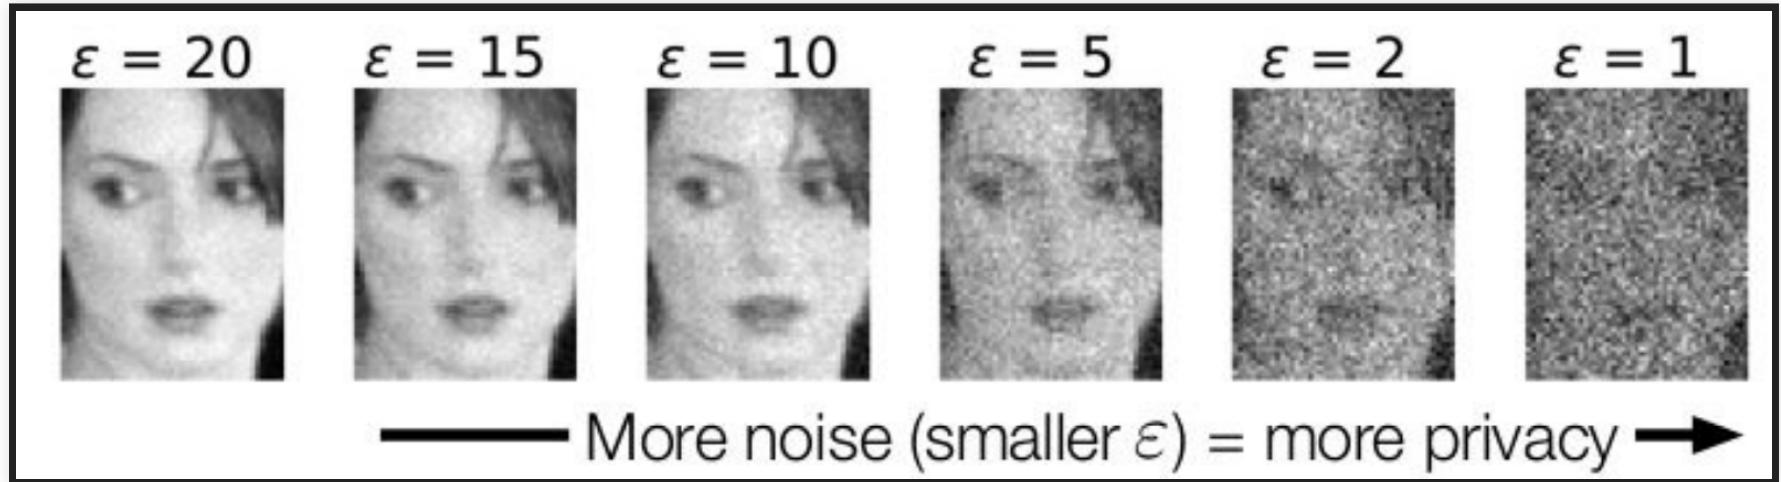 ε = 20 ε = 15 ε = 10 ε = 5 ε = 2 ε = 1
More noise (smaller ε) = more privacy